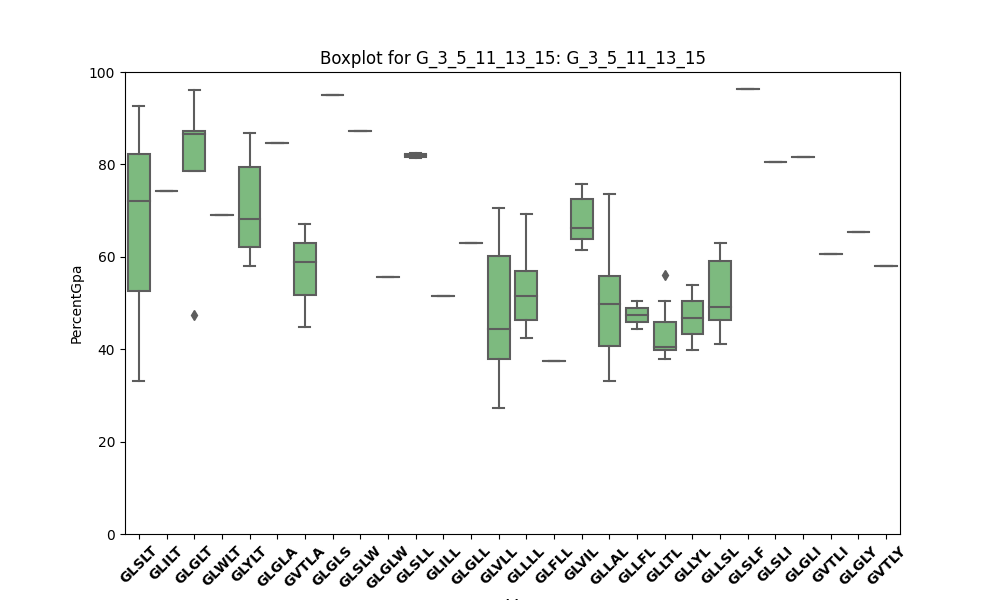 Boxplot for G_3_5_11_13_15: G_3_5_11_13_15
PercentGpa
100
80
60
40
20
0
GLSLT
GLILT
GLGLT
GLWLT
GLYLT
GLGLA
GVTLA
GLGLS
GLSLW
GLGLW
GLSLL
GLILL
GLGLL
GLVLL
GLLLL
GLFLL
GLVIL
GLLAL
GLLFL
GLLTL
GLLYL
GLLSL
GLSLF
GLSLI
GLGLI
GVTLI
GLGLY
GVTLY